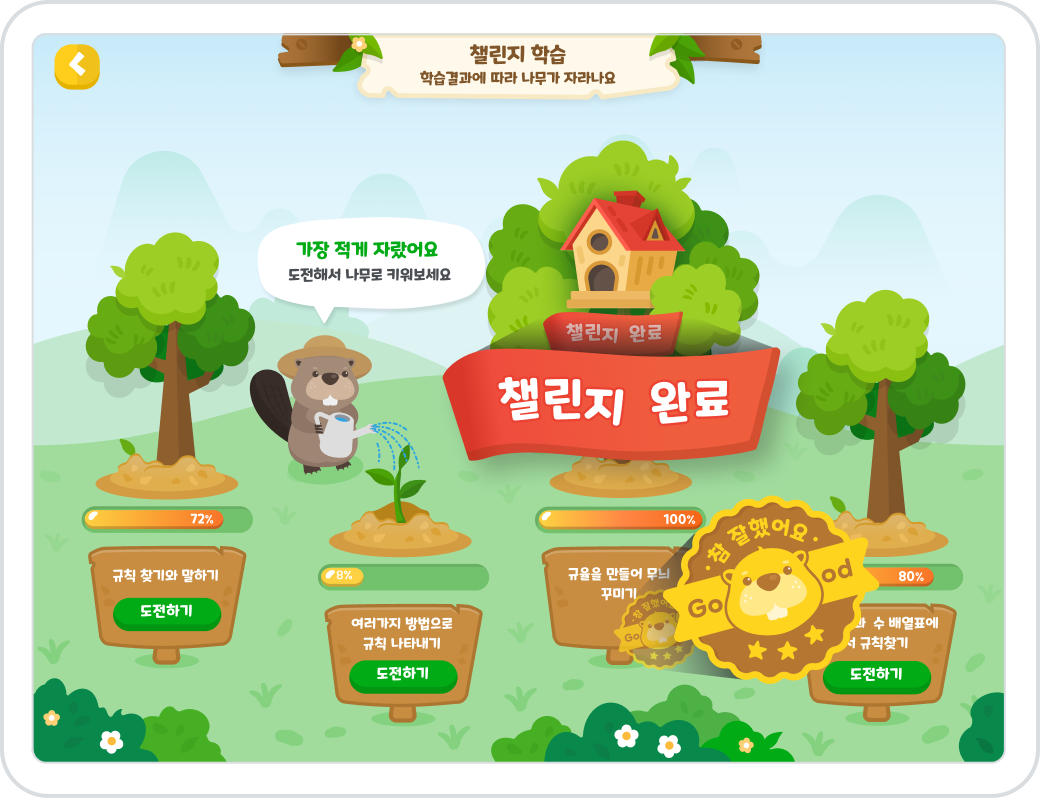 챌린지 학습
학습결과에 따라 나무가 자라나요
가장 적게 자랐어요
도전해서 나무로 키워보세요
챌린지 완료
챌린지 완료
72%
규칙 찾기와 말하기
도전하기
8%
여러가지 방법으로
규칙 나타내기
도전하기
100%
규율을 만들어 무늬
꾸미기
참 잘했어요
Go
참 잘했어요
Go od
80%
수 배열표에
규칙찾기
도전하기